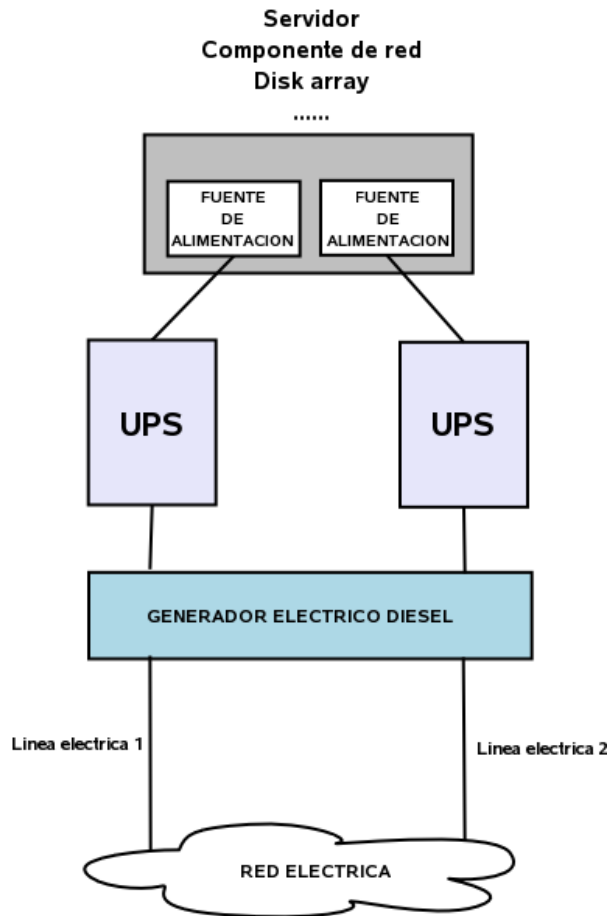 Servidor
Componente de red
Disk array
......
FUENTE
DE
ALIMENTACION
FUENTE
DE
ALIMENTACION
UPS
UPS
GENERADOR ELECTRICO DIESEL
Linea electrica 1
Linea electrica 2
RED ELECTRICA